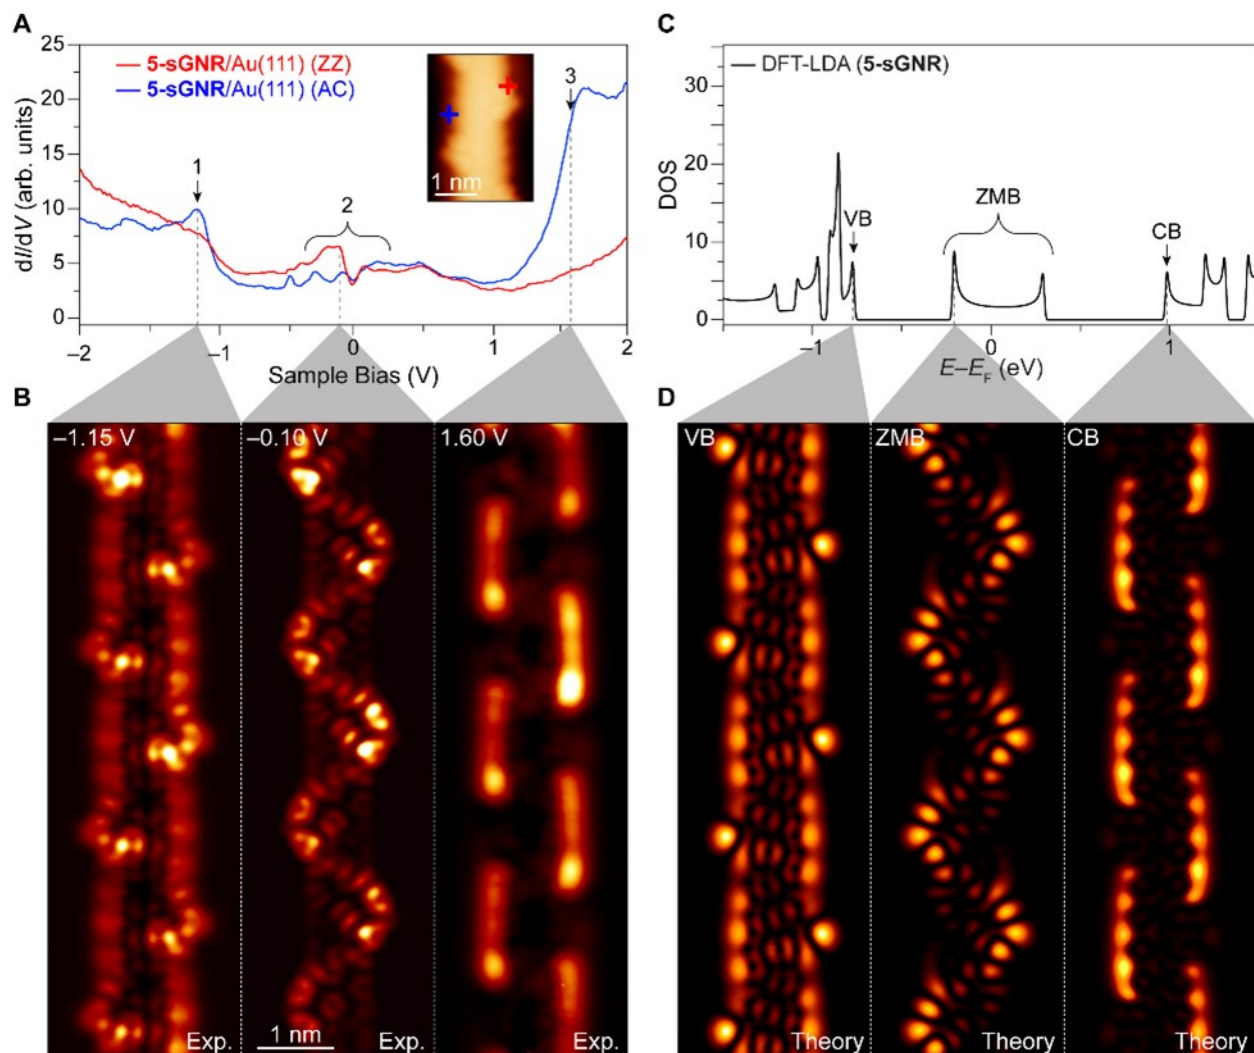 A
25
20
15
10
5
0
dI/dV (arb. units)
5-sGNR/Au(111) (ZZ)
5-sGNR/Au(111) (AC)
1 nm
1
2
3
–2
–1
0
1
2
Sample Bias (V)
C
30
25
20
15
10
5
0
DOS
DFT-LDA (5-sGNR)
VB
ZMB
CB
–1
0
1
E–EF (eV)
B
–1.15 V
–0.10 V
1.60 V
Exp.
1 nm
Exp.
Exp.
D
VB
ZMB
CB
Theory
Theory
Theory